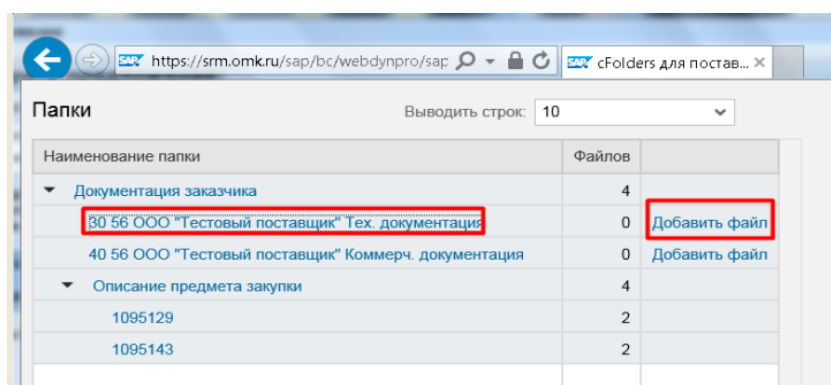 SAP https://srm.omk.ru/sap/bc/webdynpro/sap SAP cFolders для постав... ×
Папки Выводить строк: 10
Наименование папки Файлов
Документация заказчика 4
30 56 ООО "Тестовый поставщик" Тех. документация 0 Добавить файл
40 56 ООО "Тестовый поставщик" Коммерч. документация 0 Добавить файл
Описание предмета закупки 4
1095129 2
1095143 2